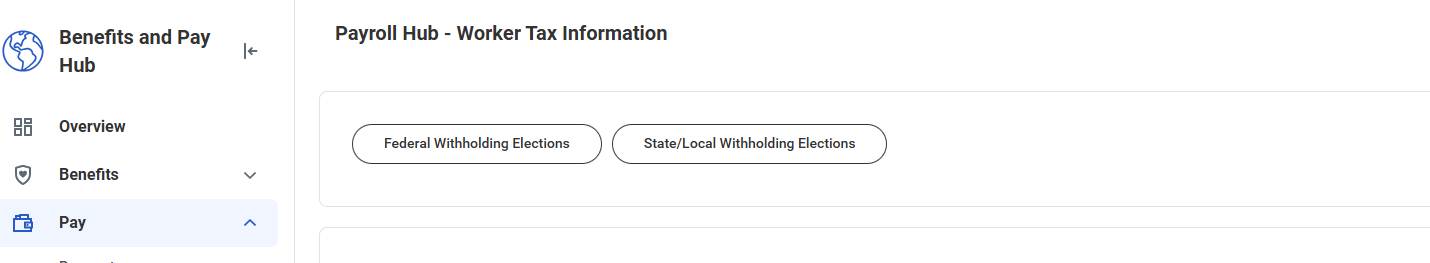 Benefits and Pay
Hub
Overview
Benefits
Pay
Payroll Hub - Worker Tax Information
Federal Withholding Elections
State/Local Withholding Elections